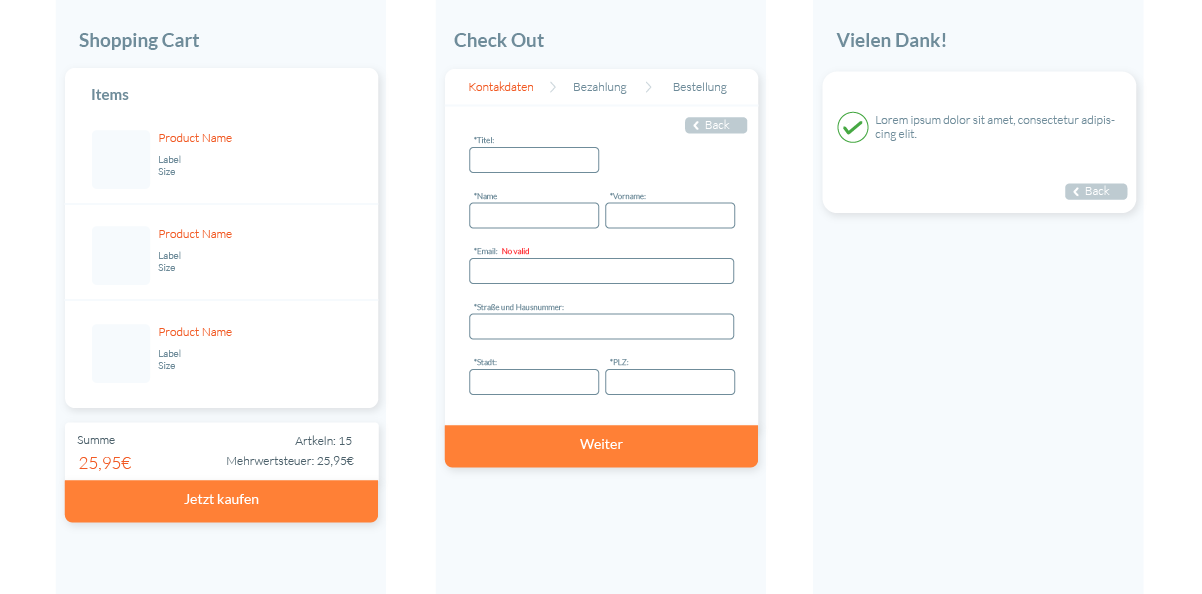 Shopping Cart
Items
Product Name
Label
Size
Product Name
Label
Size
Product Name
Label
Size
Summe
Artkeln: 15
25,95€
Mehrwertsteuer: 25,95€
Jetzt kaufen
Check Out
Kontakdaten
Bezahlung
Bestellung
Back
*Titel:
*Name
*Vorname:
*Email: No valid
*Straße und Hausnummer:
*Stadt:
*PLZ:
Weiter
Vielen Dank!
Lorem ipsum dolor sit amet, consectetur adipis-
cing elit.
Back